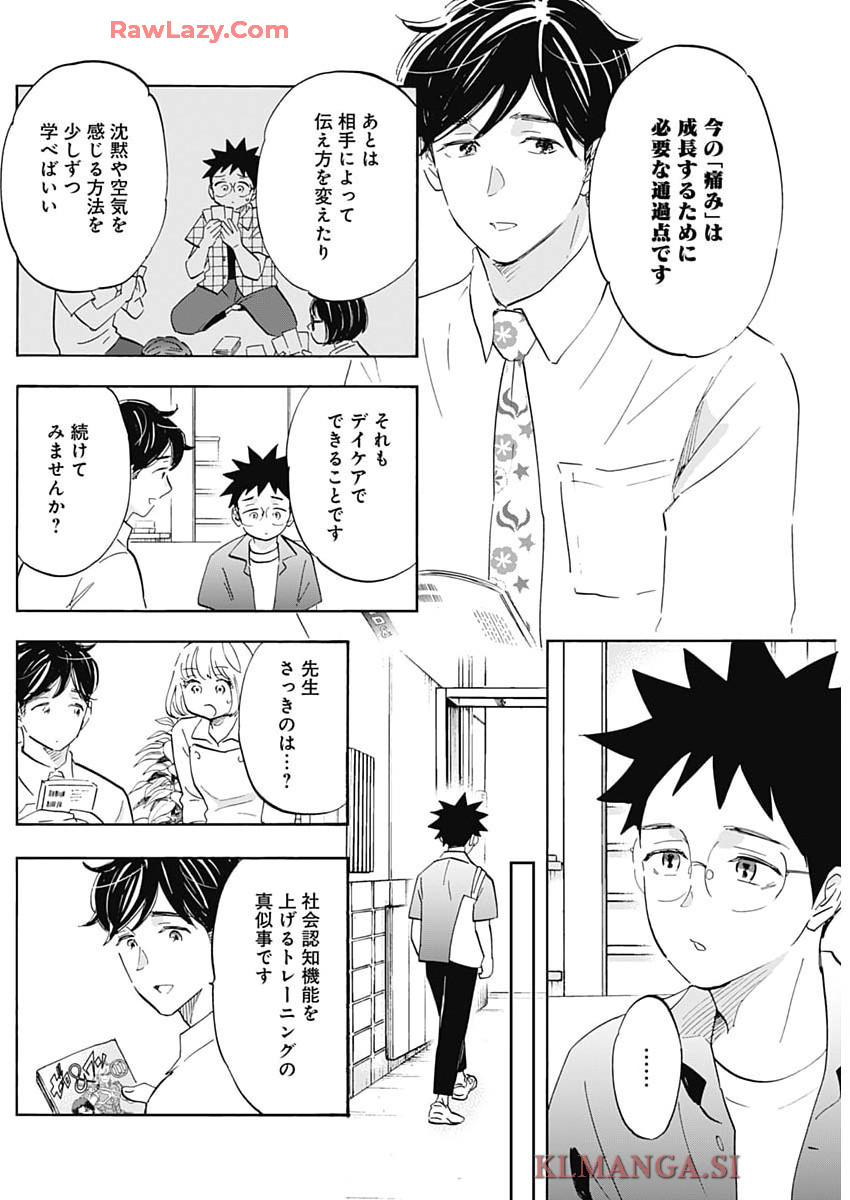 RawLazy.Com
今の「痛み」は
成長するために
必要な通過点です
あとは
相手によって
伝え方を変えたり
沈黙や空気を
感じる方法を
少しずつ
学べばいい
それも
デイケアで
できることです
続けて
みませんか？
……
先生
さっきのは…？
社会認知機能を
上げるトレーニングの
真似事です
KLMANGA.SI